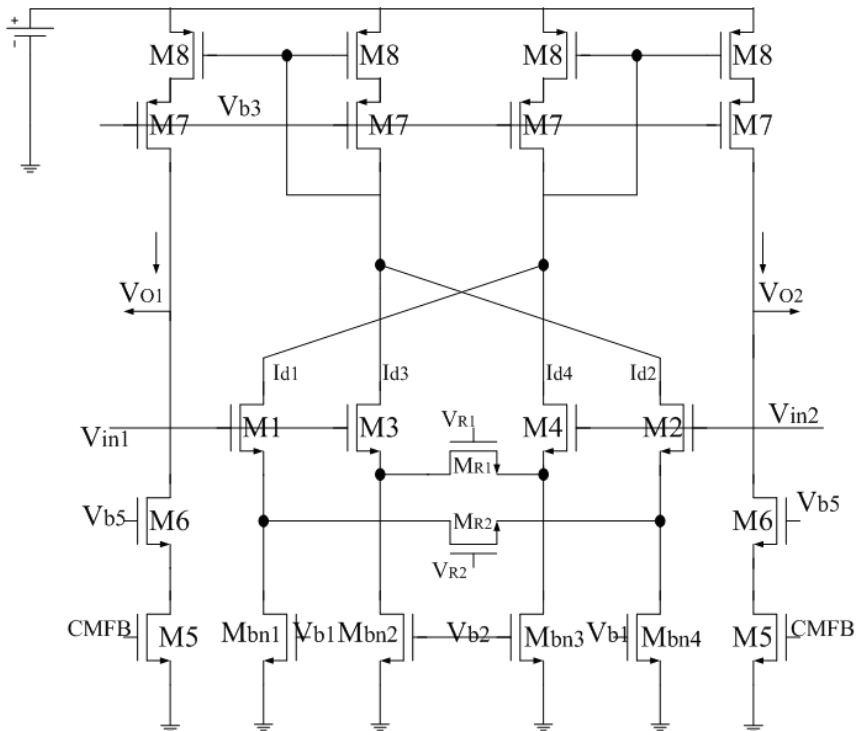 +
-
M8 M8 M8 M8
Vb3
M7 M7 M7 M7
VO1 VO2
Id1 Id3 Id4 Id2
Vin1 M1 M3 VR1 M4 M2 Vin2
MR1
Vb5 M6 MR2 M6 Vb5
VR2
CMFB M5 Mbn1 Vb1 Mbn2 Vb2 Mbn3 Vb1 Mbn4 M5 CMFB